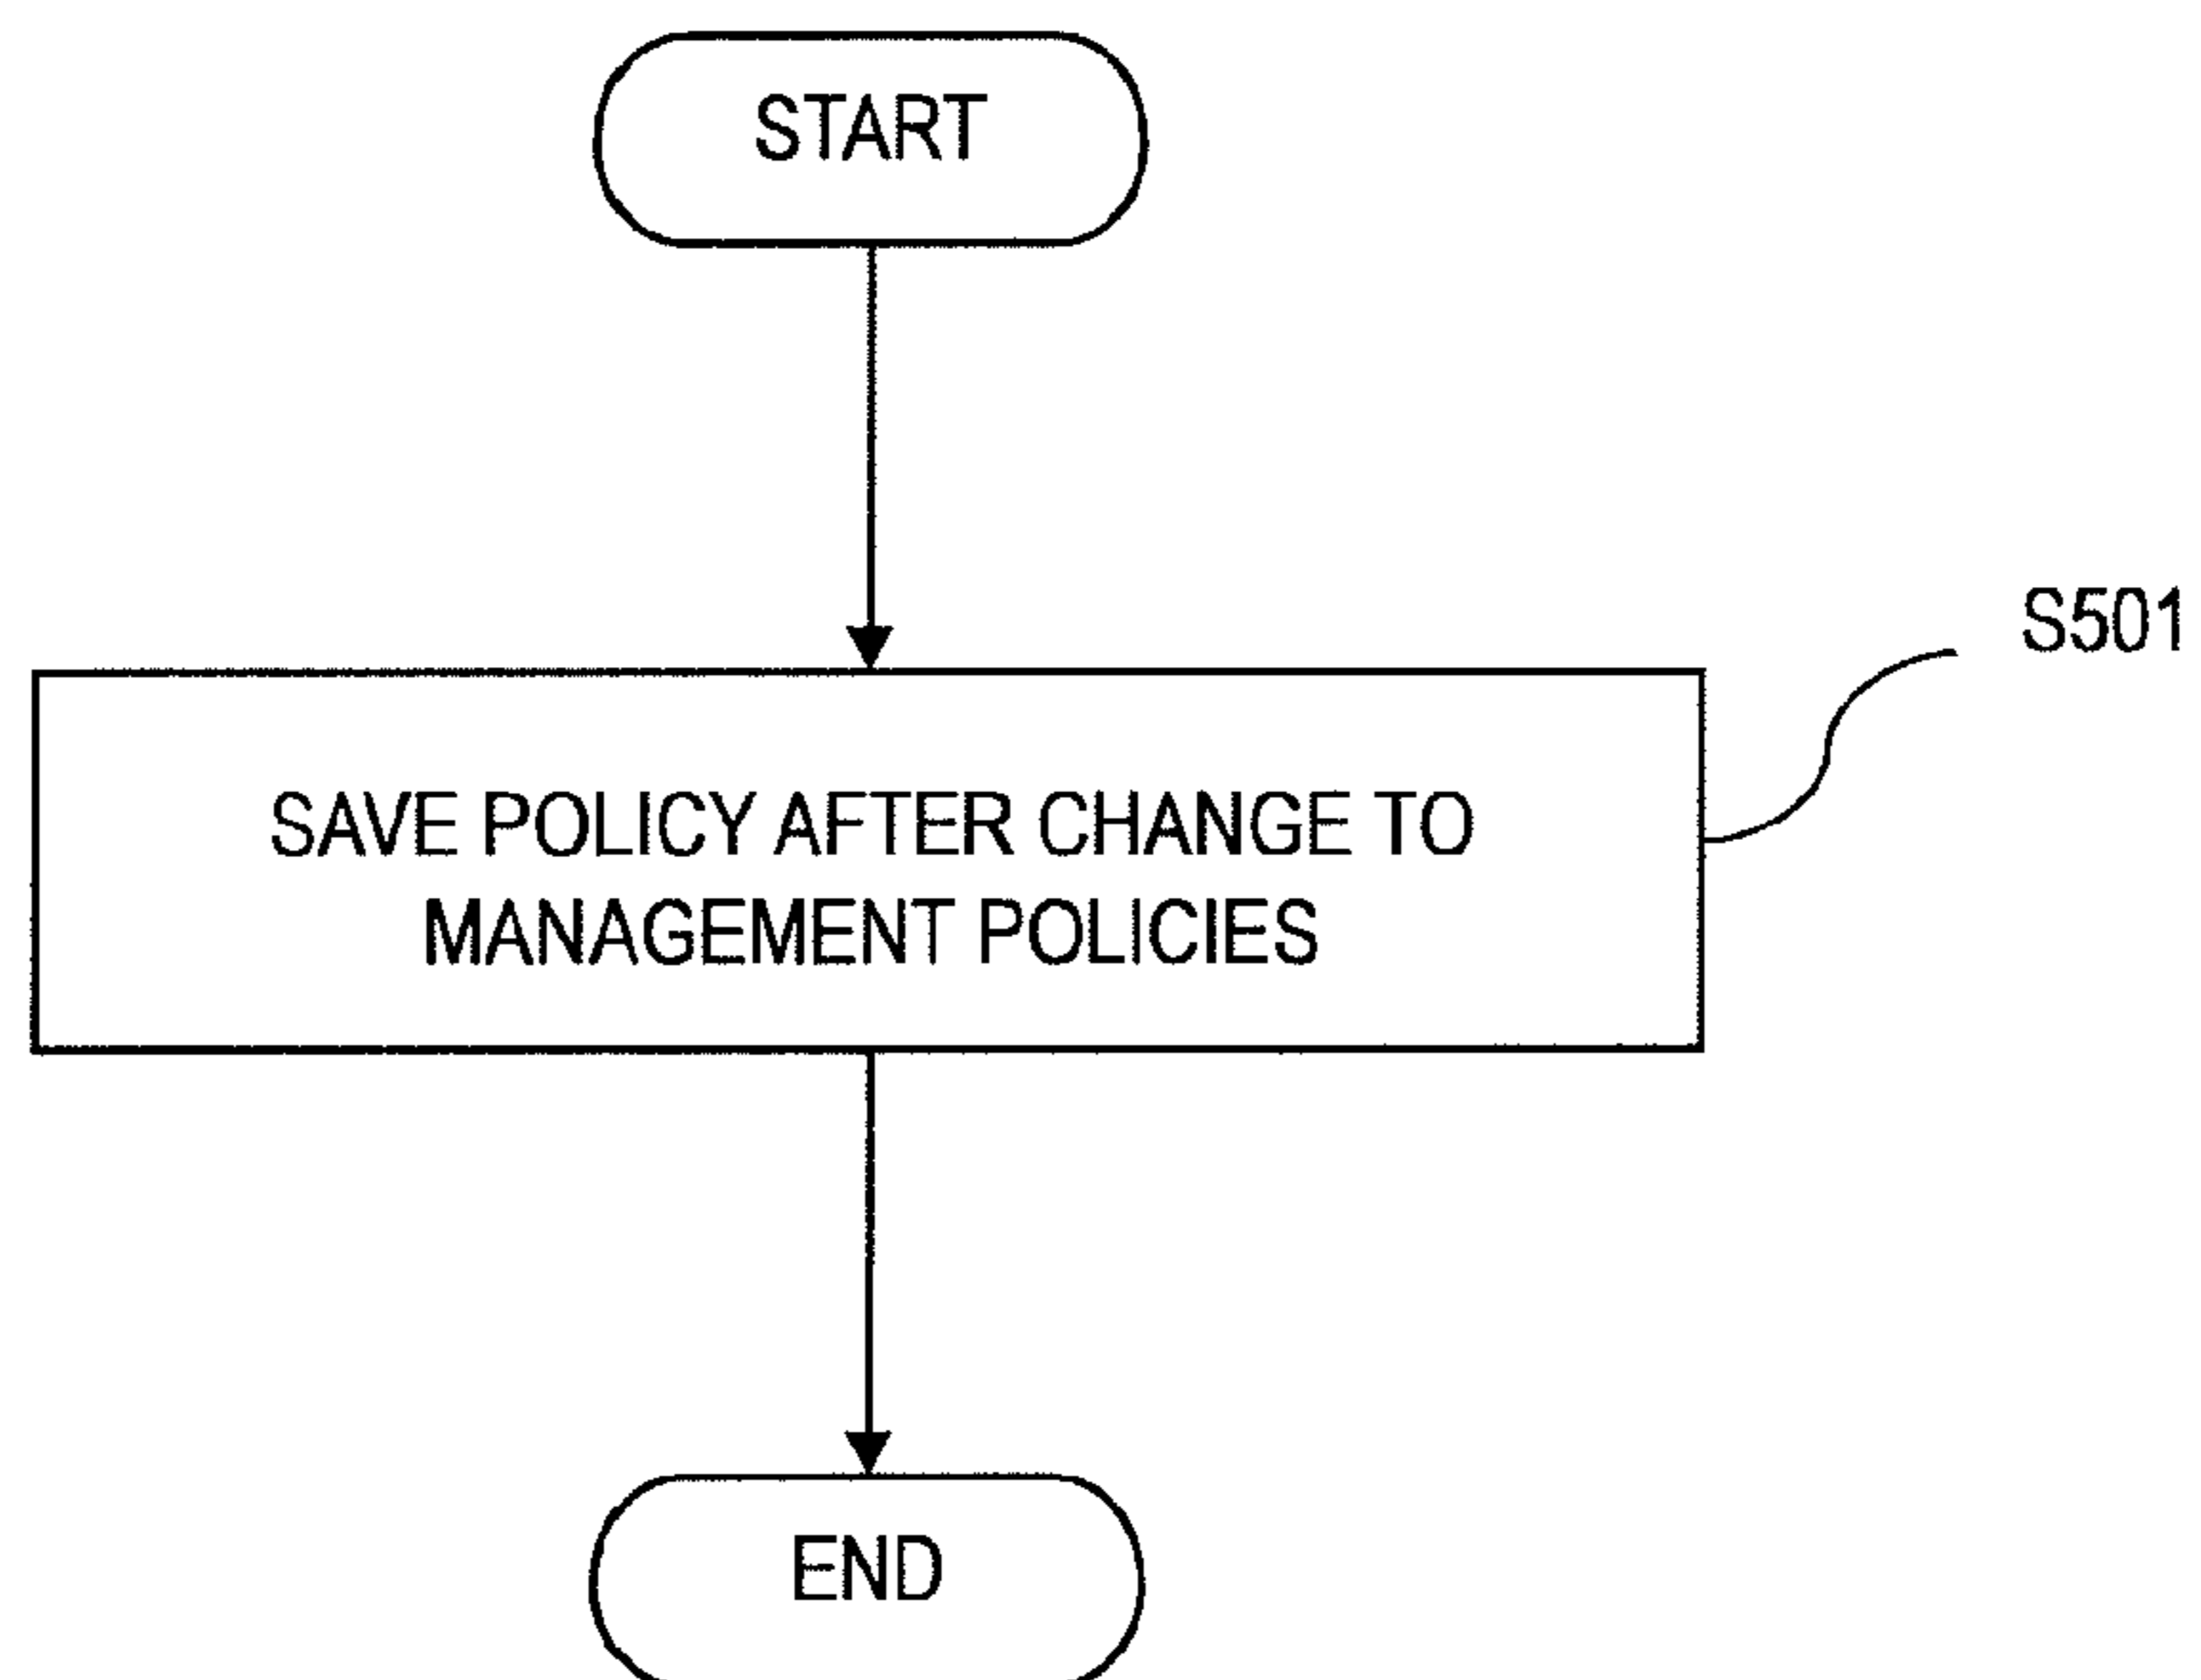 START
S501
SAVE POLICY AFTER CHANGE TO
MANAGEMENT POLICIES
END